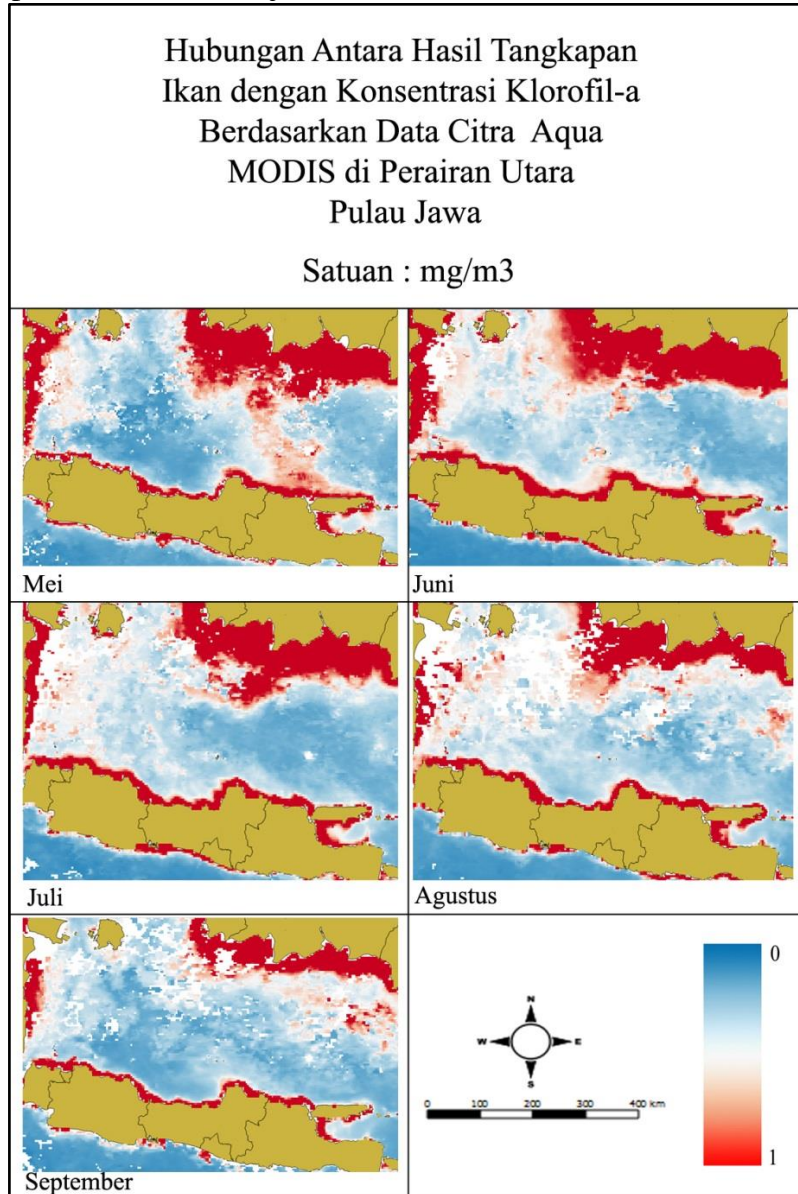 Hubungan Antara Hasil Tangkapan
Ikan dengan Konsentrasi Klorofil-a
Berdasarkan Data Citra Aqua
MODIS di Perairan Utara
Pulau Jawa
Satuan : mg/m3
Mei
Juni
Juli
Agustus
September
N
W E
S
0 100 200 300 400 km
0
1